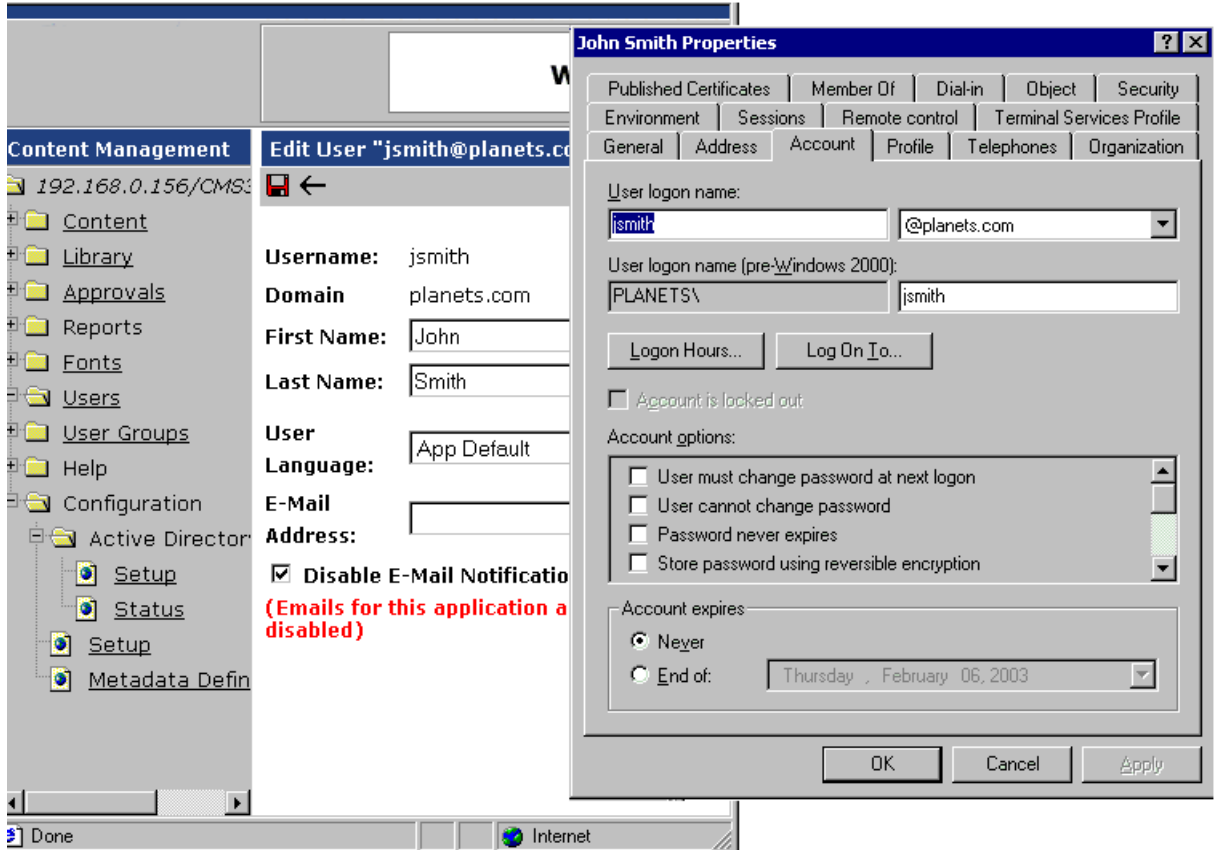 W
Content Management
192.168.0.156/CMS3
Content
Library
Approvals
Reports
Fonts
Users
User Groups
Help
Configuration
Active Director
Setup
Status
Setup
Metadata Defin
Edit User "jsmith@planets.co
Username: jsmith
Domain planets.com
First Name: John
Last Name: Smith
User
Language: App Default
E-Mail
Address:
Disable E-Mail Notificatio
(Emails for this application a
disabled)
Done
Internet
John Smith Properties
Published Certificates Member Of Dial-in Object Security
Environment Sessions Remote control Terminal Services Profile
General Address Account Profile Telephones Organization
User logon name:
jsmith @planets.com
User logon name (pre-Windows 2000):
PLANETS\ jsmith
Logon Hours... Log On To...
Account is locked out
Account options:
User must change password at next logon
User cannot change password
Password never expires
Store password using reversible encryption
Account expires
Never
End of: Thursday , February 06, 2003
OK Cancel Apply